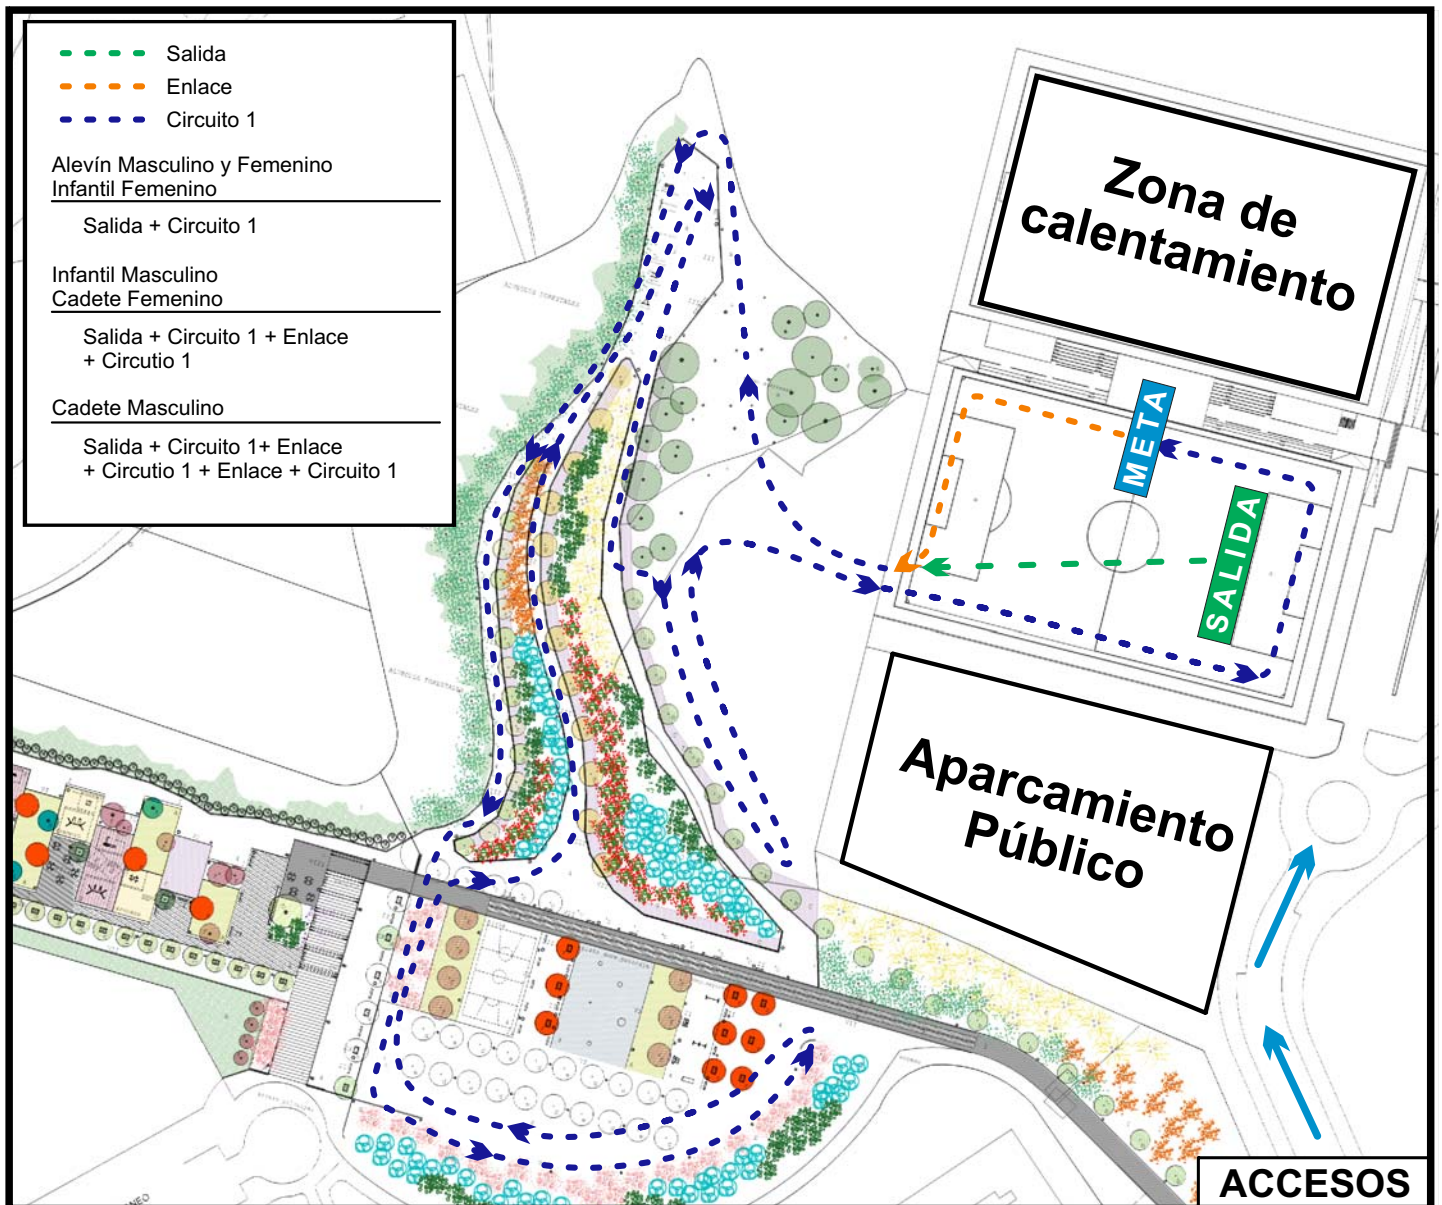 Salida
Enlace
Circuito 1
Alevín Masculino y Femenino
Infantil Femenino
Salida + Circuito 1
Infantil Masculino
Cadete Femenino
Salida + Circuito 1 + Enlace
+ Circutio 1
Cadete Masculino
Salida + Circuito 1+ Enlace
+ Circutio 1 + Enlace + Circuito 1
Zona de
calentamiento
META
SALIDA
Aparcamiento
Público
ACCESOS